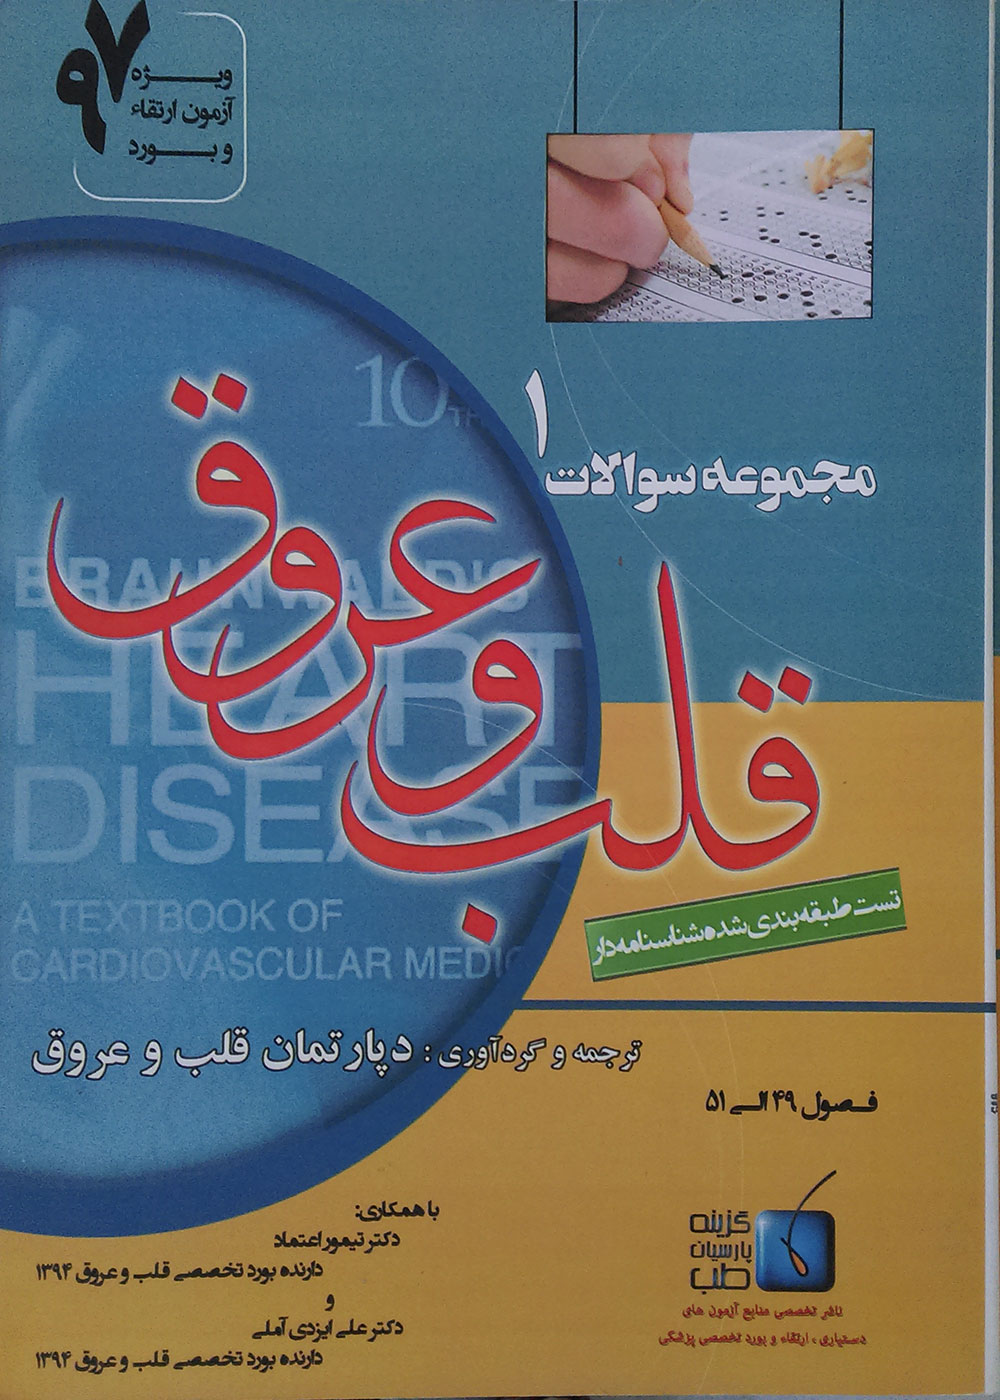 ویژه
آزمون ارتقاء
و بورد
۹۷
مجموعه سوالات ۱
قلب و عروق
10TH
BRAUNWALD'S
HEART
DISEASE
A TEXTBOOK OF
CARDIOVASCULAR MEDIC
تست طبقه‌بندی شده شناسنامه‌دار
ترجمه و گردآوری: دپارتمان قلب و عروق
فصول ۴۹ الی ۵۱
با همکاری:
دکتر تیمور اعتماد
دارنده بورد تخصصی قلب و عروق ۱۳۹۴
و
دکتر علی ایزدی آملی
دارنده بورد تخصصی قلب و عروق ۱۳۹۴
گزینه
پارسیان
طب
ناشر تخصصی منابع آزمون های
دستیاری، ارتقاء و بورد تخصصی پزشکی